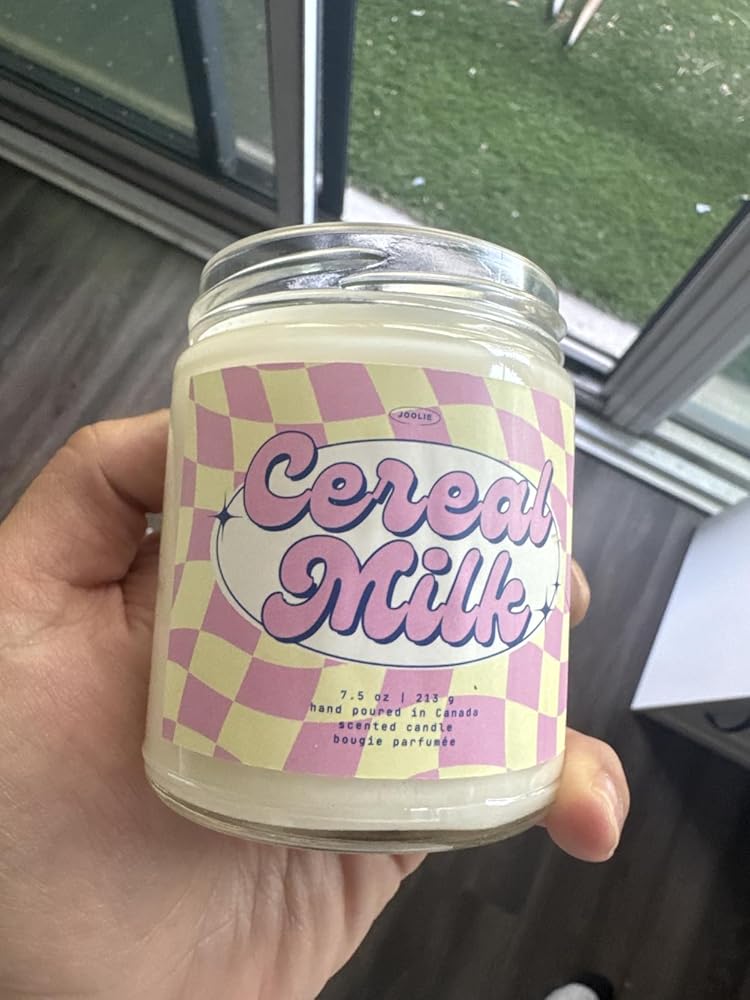 JOOLIE
Cereal
Milk
7.5 oz | 213 g
hand poured in Canada
scented candle
bougie parfumée